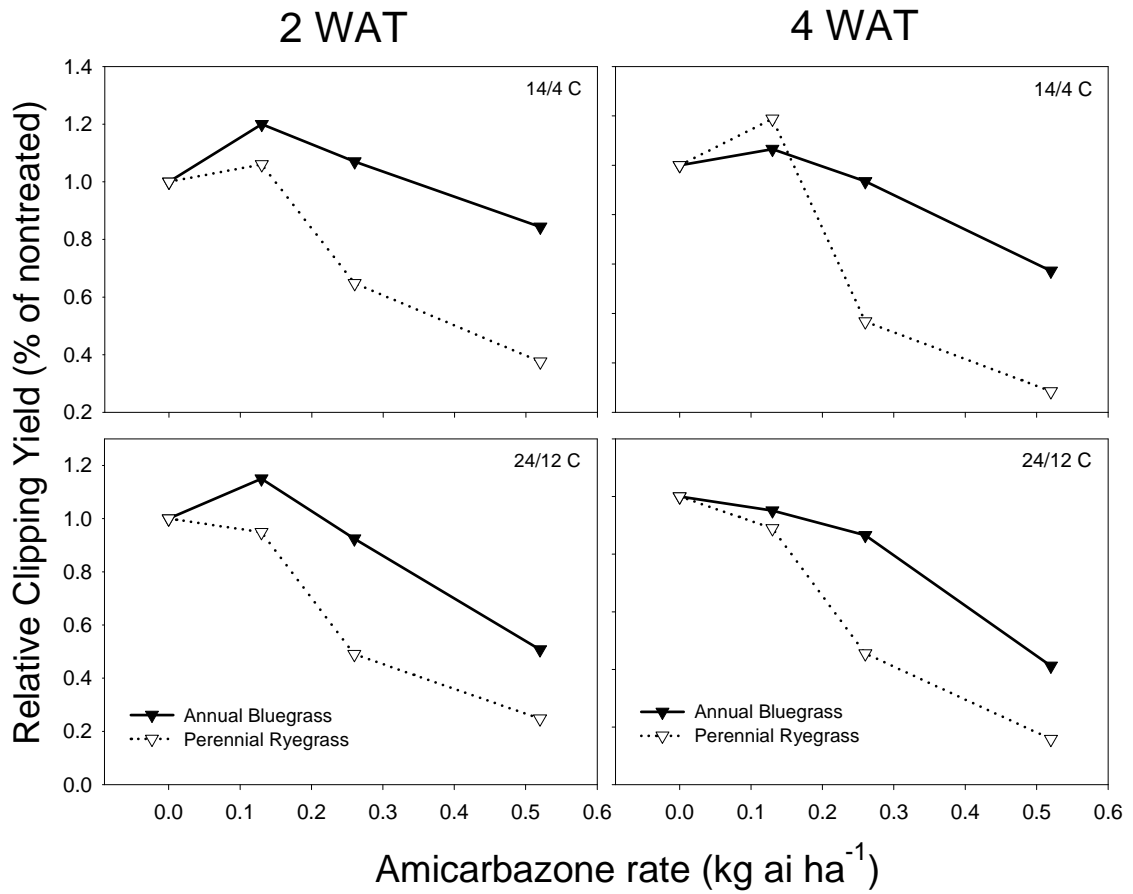 2 WAT
4 WAT
Relative Clipping Yield (% of nontreated)
1.4
1.2
1.0
0.8
0.6
0.4
0.2
14/4 C
14/4 C
1.2
1.0
0.8
0.6
0.4
0.2
0.0
24/12 C
Annual Bluegrass
Perennial Ryegrass
24/12 C
Annual Bluegrass
Perennial Ryegrass
0.0 0.1 0.2 0.3 0.4 0.5 0.6
0.0 0.1 0.2 0.3 0.4 0.5 0.6
Amicarbazone rate (kg ai ha⁻¹)